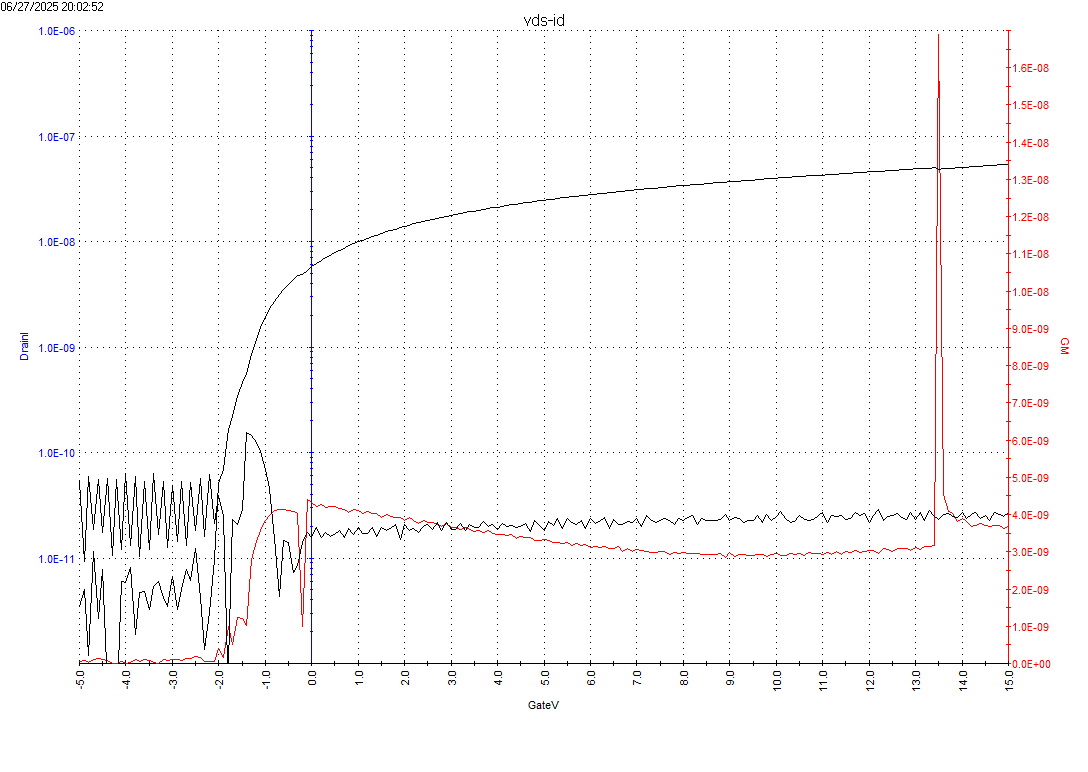 06/27/2025 20:02:52
vds-id
1.0E-06
1.0E-07
1.0E-08
1.0E-09
1.0E-10
1.0E-11
DrainI
1.6E-08
1.5E-08
1.4E-08
1.3E-08
1.2E-08
1.1E-08
1.0E-08
9.0E-09
8.0E-09
7.0E-09
6.0E-09
5.0E-09
4.0E-09
3.0E-09
2.0E-09
1.0E-09
0.0E+00
GM
-5.0
-4.0
-3.0
-2.0
-1.0
0.0
1.0
2.0
3.0
4.0
5.0
6.0
7.0
8.0
9.0
10.0
11.0
12.0
13.0
14.0
15.0
GateV